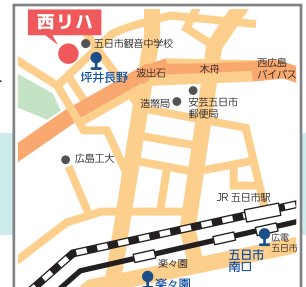 西リハ
五日市観音中学校
坪井長野
波出石
木舟
西広島
バイパス
造幣局
安芸五日市
郵便局
広島工大
JR 五日市駅
楽々園
広電
五日市
五日市
南口
楽々園